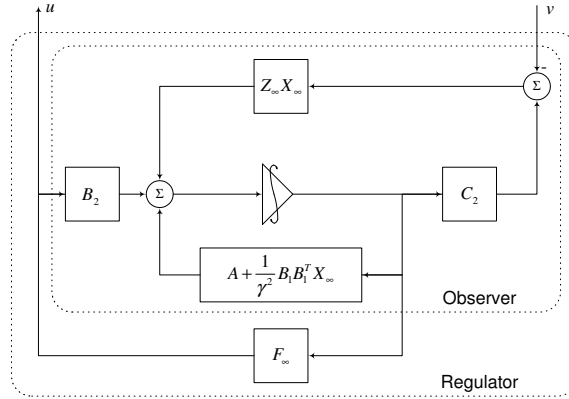 u
v
-
Z∞X∞
Σ
B₂
Σ
∫
C₂
A + 1/γ² B₁B₁ᵀX∞
Observer
F∞
Regulator